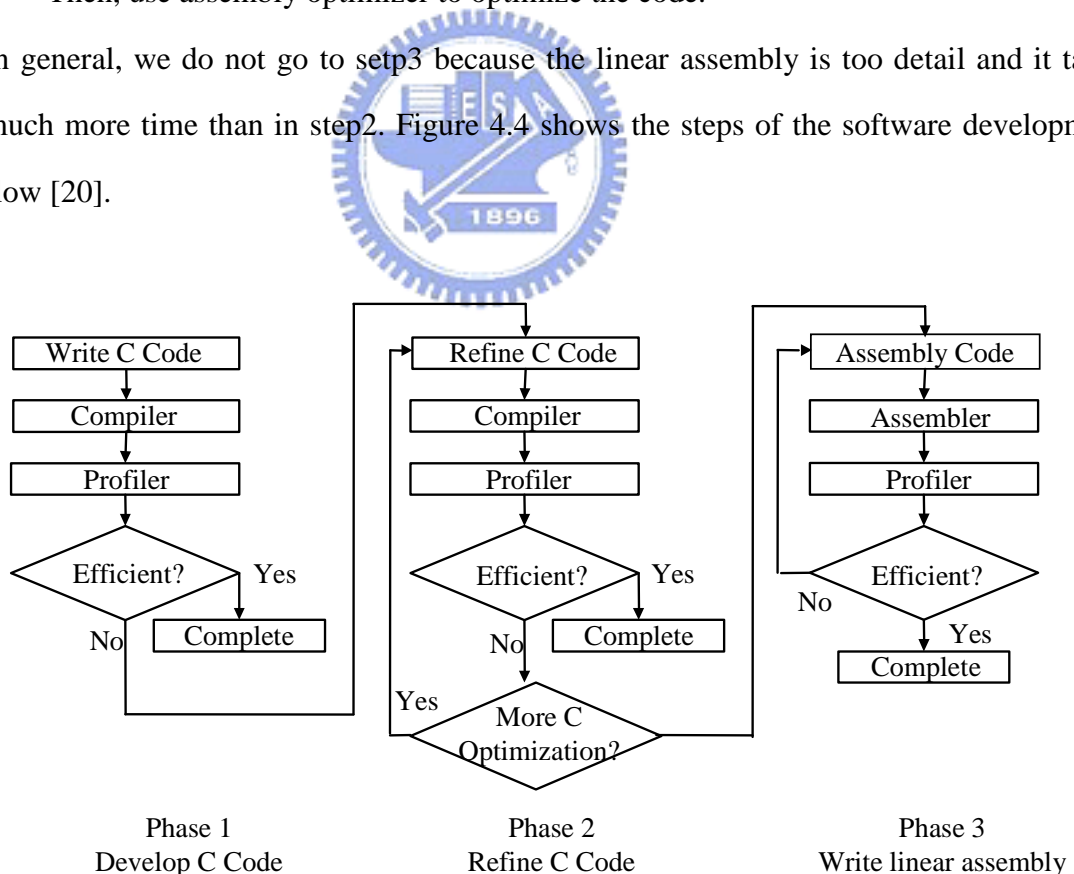 Then, use assembly optimizer to optimize the code.
n general, we do not go to setp3 because the linear assembly is too detail and it ta
much more time than in step2. Figure 4.4 shows the steps of the software developm
low [20].
ESA
1896
Write C Code
Compiler
Profiler
Efficient?
Yes
No
Complete
Refine C Code
Compiler
Profiler
Efficient?
Yes
No
Complete
Yes
More C
Optimization?
Assembly Code
Assembler
Profiler
Efficient?
No
Yes
Complete
Phase 1
Develop C Code
Phase 2
Refine C Code
Phase 3
Write linear assembly